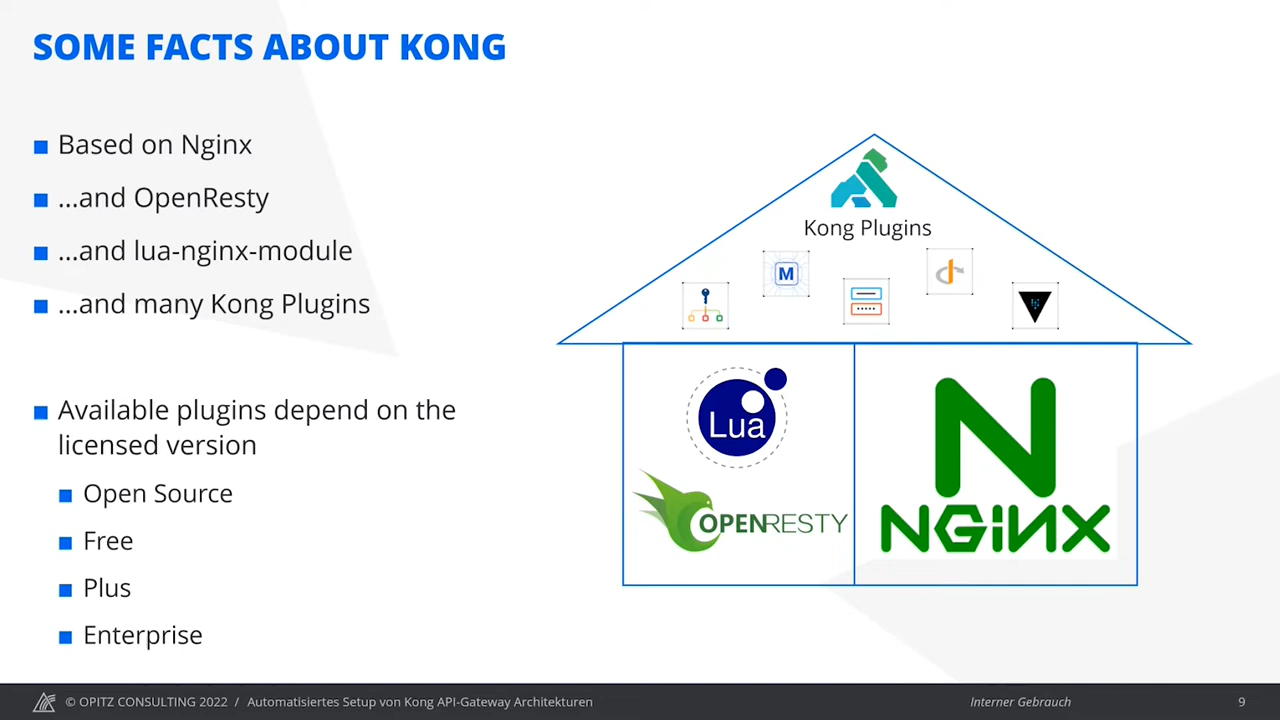 SOME FACTS ABOUT KONG
Based on Nginx
...and OpenResty
...and lua-nginx-module
...and many Kong Plugins
Available plugins depend on the
licensed version
Open Source
Free
Plus
Enterprise
Kong Plugins
M
Lua
OPENRESTY
N
NGINX
© OPITZ CONSULTING 2022 / Automatisiertes Setup von Kong API-Gateway Architekturen
Interner Gebrauch
9